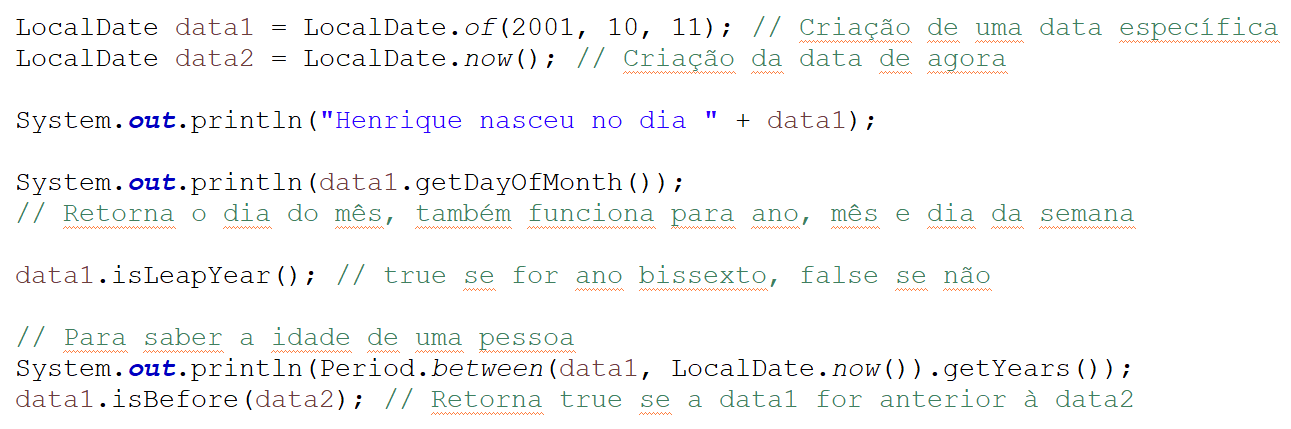 LocalDate data1 = LocalDate.of(2001, 10, 11); // Criação de uma data específica
LocalDate data2 = LocalDate.now(); // Criação da data de agora
System.out.println("Henrique nasceu no dia " + data1);
System.out.println(data1.getDayOfMonth());
// Retorna o dia do mês, também funciona para ano, mês e dia da semana
data1.isLeapYear(); // true se for ano bissexto, false se não
// Para saber a idade de uma pessoa
System.out.println(Period.between(data1, LocalDate.now()).getYears());
data1.isBefore(data2); // Retorna true se a data1 for anterior à data2